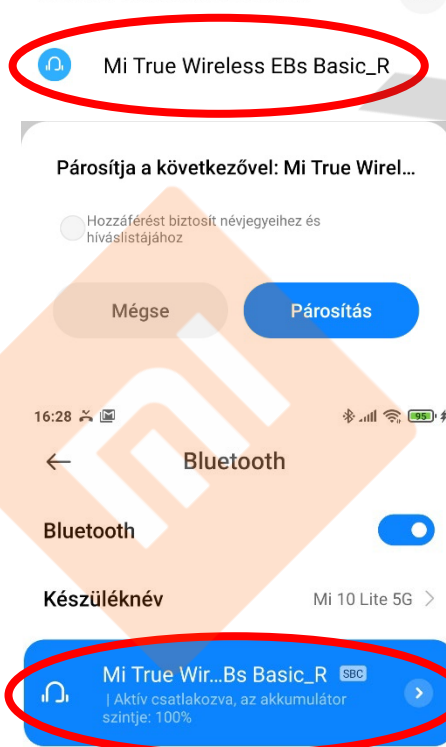 Mi True Wireless EBs Basic_R
Párosítja a következővel: Mi True Wirel...
Hozzáférést biztosít névjegyeihez és
híváslistájához
Mégse
Párosítás
16:28
95
Bluetooth
Bluetooth
Készüléknév
Mi 10 Lite 5G
Mi True Wir...Bs Basic_R SBC
| Aktív csatlakozva, az akkumulátor
szintje: 100%